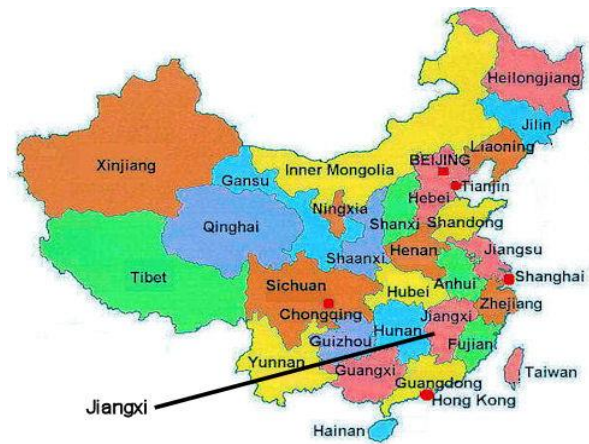 Heilongjiang
Jilin
Liaoning
Inner Mongolia
BEIJING
Tianjin
Hebei
Xinjiang
Gansu
Ningxia
Shanxi
Shandong
Qinghai
Shaanxi
Henan
Jiangsu
Tibet
Sichuan
Chongqing
Hubei
Anhui
Shanghai
Zhejiang
Jiangxi
Hunan
Guizhou
Fujian
Yunnan
Guangxi
Guangdong
Taiwan
Hong Kong
Jiangxi
Hainan